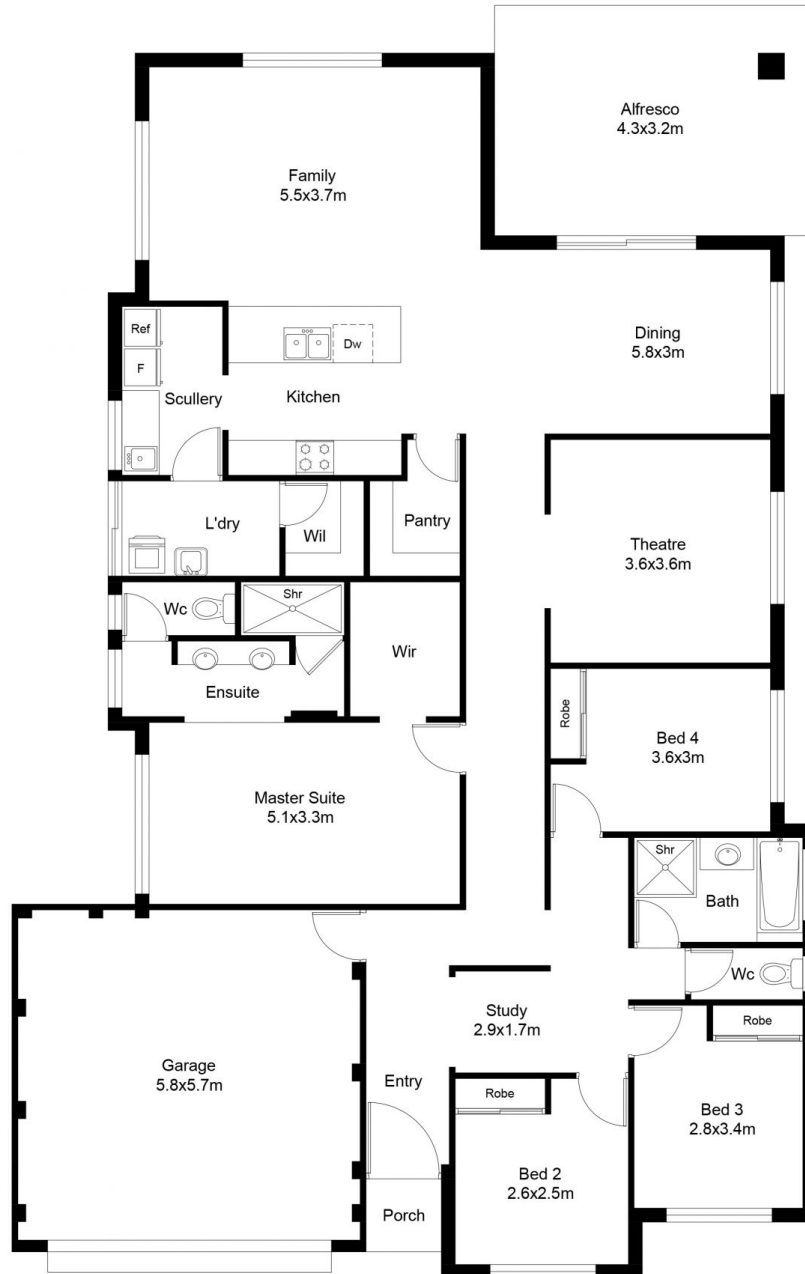 Alfresco
4.3x3.2m
Family
5.5x3.7m
Ref
F
Scullery
Dw
Kitchen
Dining
5.8x3m
L'dry
Wil
Pantry
Theatre
3.6x3.6m
Wc
Shr
Ensuite
Wir
Robe
Bed 4
3.6x3m
Master Suite
5.1x3.3m
Shr
Bath
Wc
Study
2.9x1.7m
Robe
Garage
5.8x5.7m
Entry
Robe
Bed 3
2.8x3.4m
Bed 2
2.6x2.5m
Porch